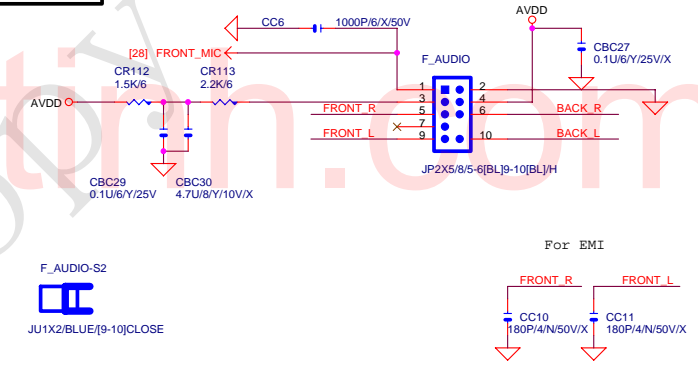 AVDD
CC6
1000P/6/X/50V
[28] FRONT_MIC
F_AUDIO
CBC27
0.1U/6/Y/25V/X
CR112
1.5K/6
CR113
2.2K/6
AVDD
1
2
3
4
5
6
7
9
10
FRONT_R
BACK_R
FRONT_L
BACK_L
JP2X5/8/5-6[BL]9-10[BL]/H
CBC29
0.1U/6/Y/25V
CBC30
4.7U/8/Y/10V/X
For EMI
F_AUDIO-S2
JU1X2/BLUE/[9-10]CLOSE
FRONT_R
FRONT_L
CC10
180P/4/N/50V/X
CC11
180P/4/N/50V/X
tinh.com
opy